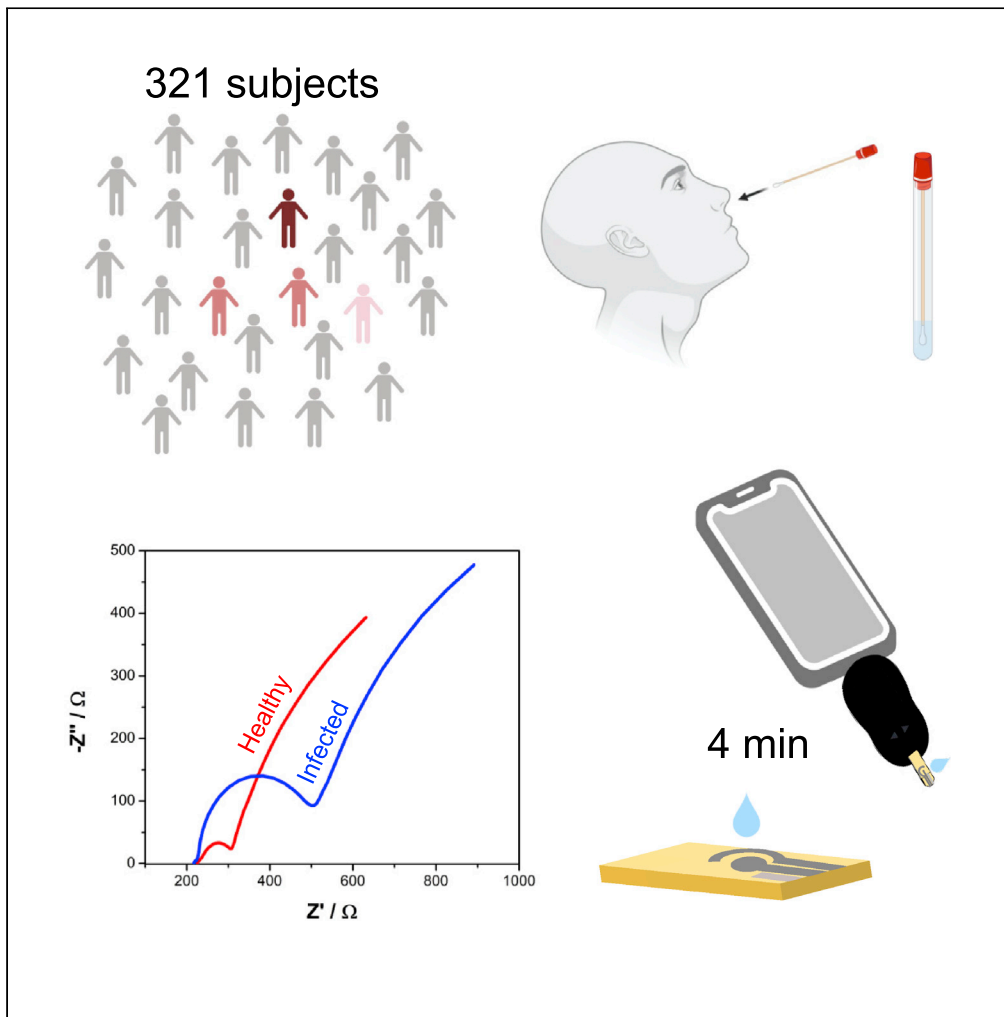 321 subjects
500
400
300
200
100
0
-Z'' / Ω
Healthy
Infected
200
400
600
800
1000
Z' / Ω
4 min